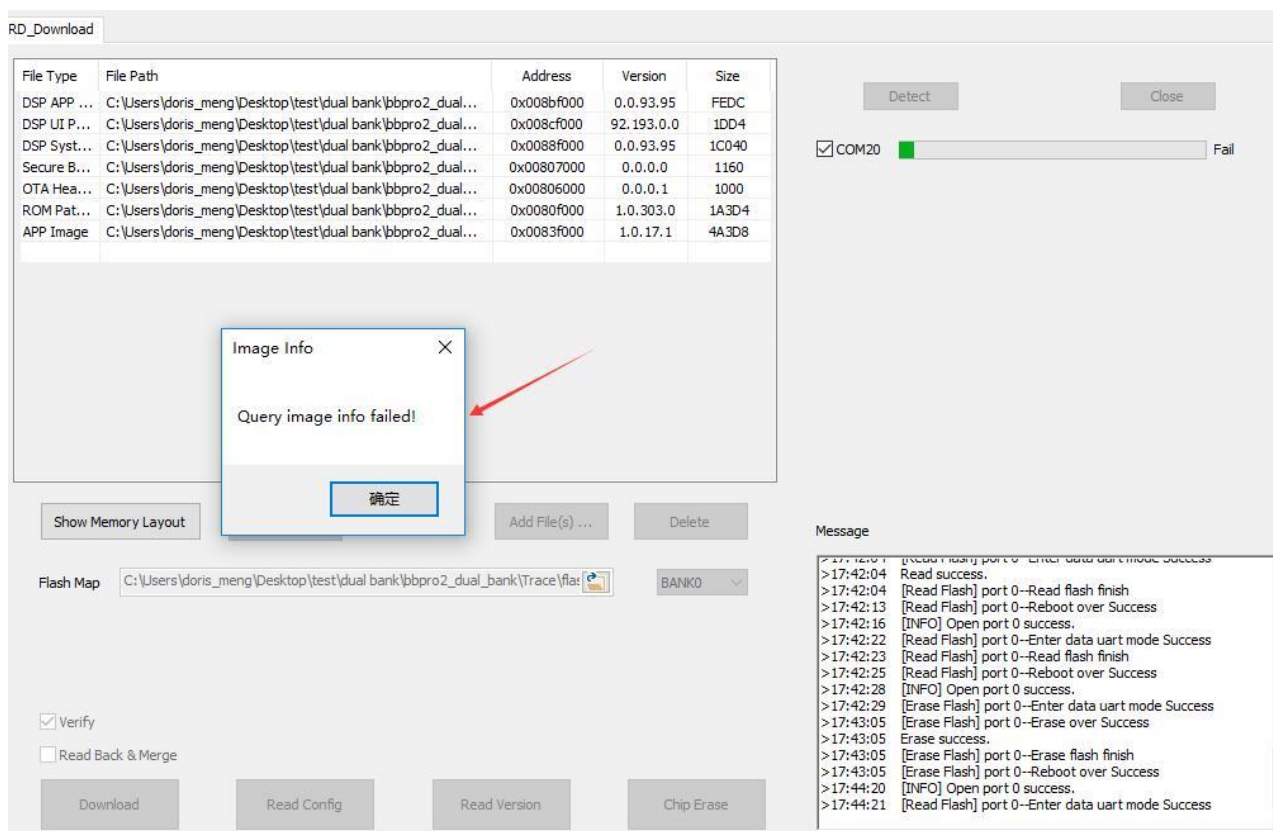 RD_Download
File Type File Path Address Version Size
DSP APP ... C:\Users\doris_meng\Desktop\test\dual bank\bbpro2_dual... 0x008bf000 0.0.93.95 FEDC
DSP UI P... C:\Users\doris_meng\Desktop\test\dual bank\bbpro2_dual... 0x008cf000 92.193.0.0 1DD4
DSP Syst... C:\Users\doris_meng\Desktop\test\dual bank\bbpro2_dual... 0x0088f000 0.0.93.95 1C040
Secure B... C:\Users\doris_meng\Desktop\test\dual bank\bbpro2_dual... 0x00807000 0.0.0.0 1160
OTA Hea... C:\Users\doris_meng\Desktop\test\dual bank\bbpro2_dual... 0x00806000 0.0.0.1 1000
ROM Pat... C:\Users\doris_meng\Desktop\test\dual bank\bbpro2_dual... 0x0080f000 1.0.303.0 1A3D4
APP Image C:\Users\doris_meng\Desktop\test\dual bank\bbpro2_dual... 0x0083f000 1.0.17.1 4A3D8
Detect Close
COM20 Fail
Image Info
Query image info failed!
确定
Show Memory Layout Add File(s) ... Delete
Flash Map C:\Users\doris_meng\Desktop\test\dual bank\bbpro2_dual_bank\Trace\flas BANK0
Verify
Read Back & Merge
Download Read Config Read Version Chip Erase
Message
>17:42:04 [Read Flash] port 0--Enter data uart mode Success
>17:42:04 Read success.
>17:42:04 [Read Flash] port 0--Read flash finish
>17:42:13 [Read Flash] port 0--Reboot over Success
>17:42:16 [INFO] Open port 0 success.
>17:42:22 [Read Flash] port 0--Enter data uart mode Success
>17:42:23 [Read Flash] port 0--Read flash finish
>17:42:25 [Read Flash] port 0--Reboot over Success
>17:42:28 [INFO] Open port 0 success.
>17:42:29 [Erase Flash] port 0--Enter data uart mode Success
>17:43:05 [Erase Flash] port 0--Erase over Success
>17:43:05 Erase success.
>17:43:05 [Erase Flash] port 0--Erase flash finish
>17:43:05 [Erase Flash] port 0--Reboot over Success
>17:44:20 [INFO] Open port 0 success.
>17:44:21 [Read Flash] port 0--Enter data uart mode Success